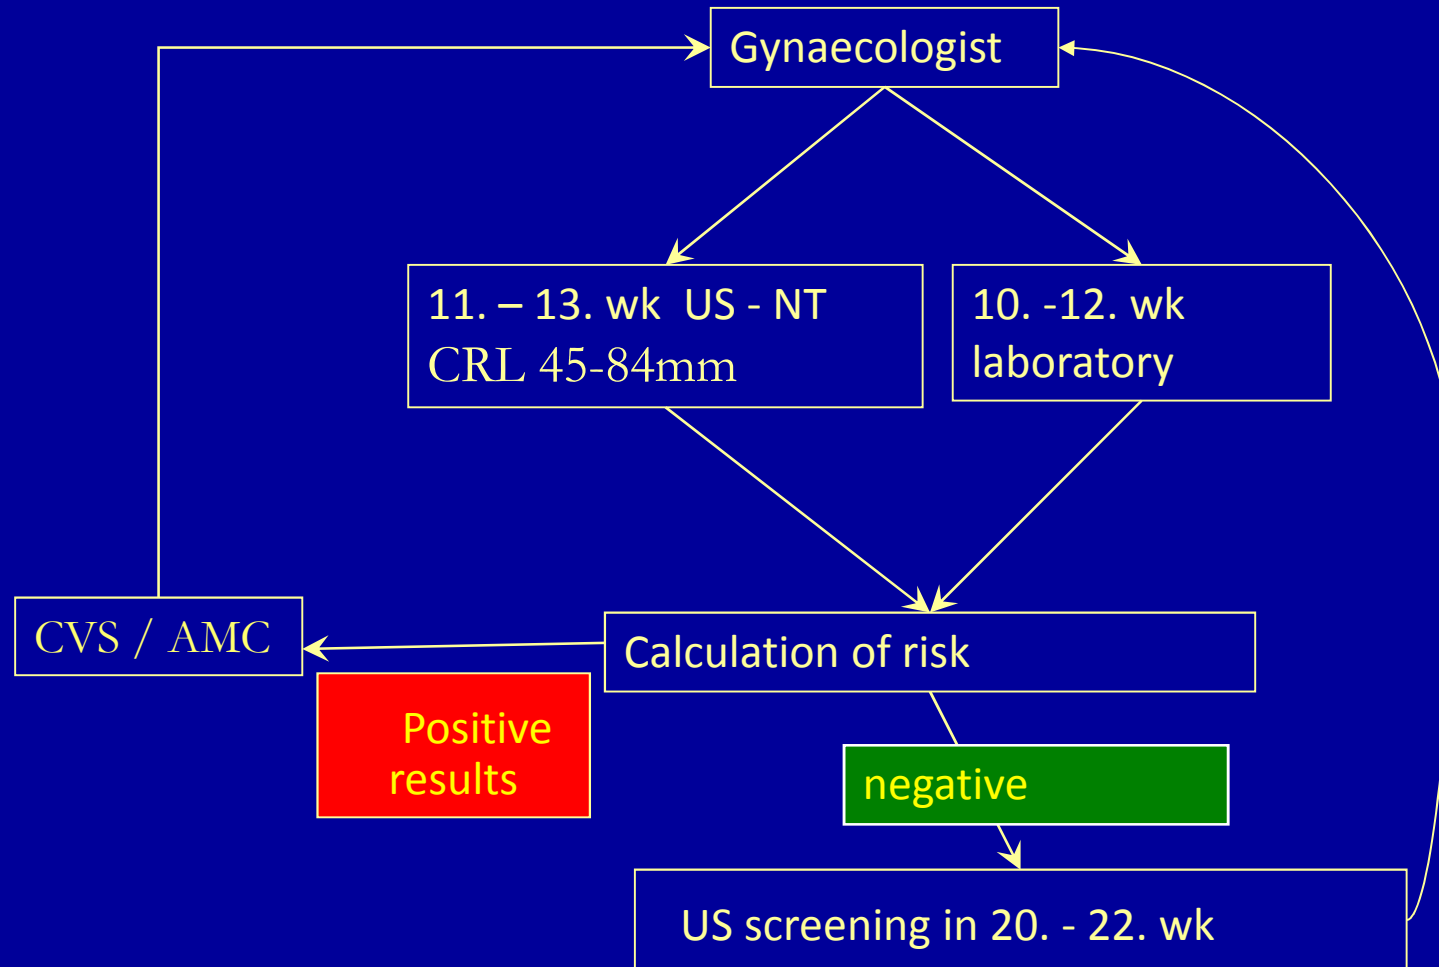 Gynaecologist
11. – 13. wk  US - NT
CRL 45-84mm
10. -12. wk
laboratory
CVS / AMC
Calculation of risk
Positive
results
negative
US screening in 20. - 22. wk